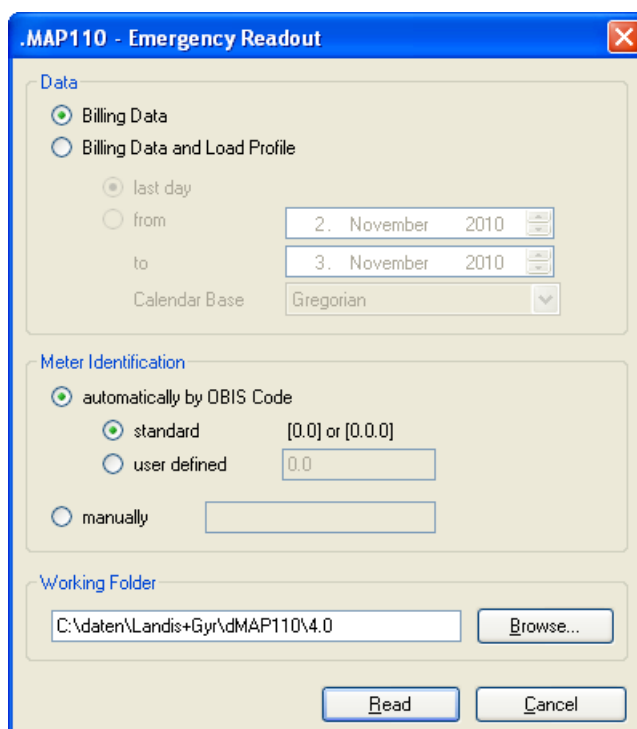 .MAP110 - Emergency Readout
Data
Billing Data
Billing Data and Load Profile
last day
from 2. November 2010
to 3. November 2010
Calendar Base Gregorian
Meter Identification
automatically by OBIS Code
standard [0.0] or [0.0.0]
user defined 0.0
manually
Working Folder
C:\daten\Landis+Gyr\dMAP110\4.0 Browse...
Read Cancel